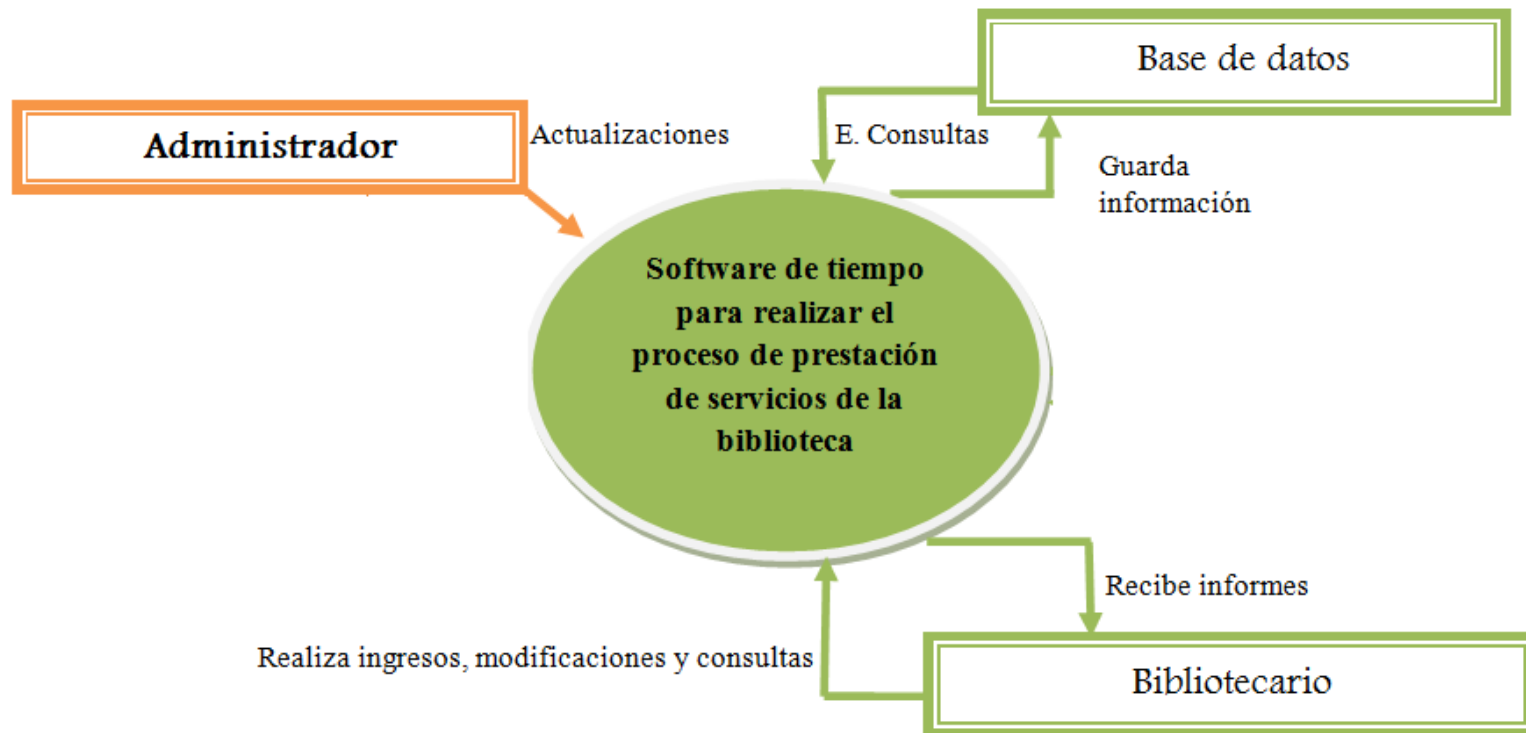 Base de datos
Administrador
Actualizaciones
E. Consultas
Guarda
información
Software de tiempo
para realizar el
proceso de prestación
de servicios de la
biblioteca
Recibe informes
Realiza ingresos, modificaciones y consultas
Bibliotecario